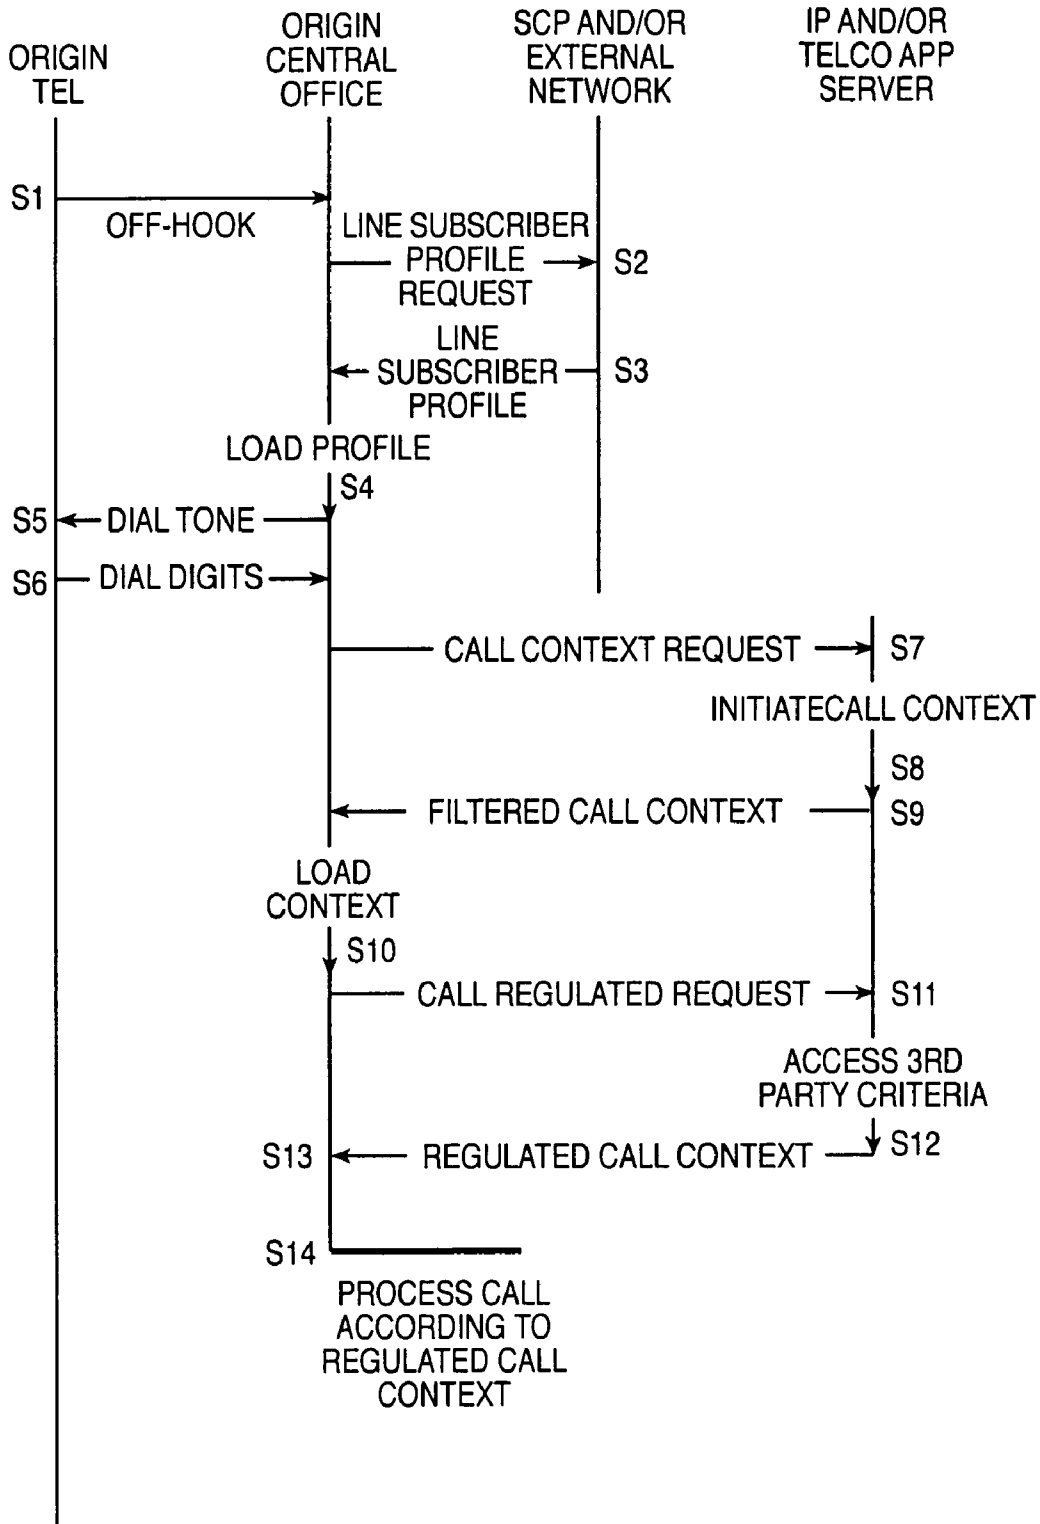 ORIGIN
TEL
ORIGIN
CENTRAL
OFFICE
SCP AND/OR
EXTERNAL
NETWORK
IP AND/OR
TELCO APP
SERVER
S1
OFF-HOOK
LINE SUBSCRIBER
PROFILE
REQUEST
S2
LINE
SUBSCRIBER
PROFILE
S3
LOAD PROFILE
S4
S5
DIAL TONE
S6
DIAL DIGITS
CALL CONTEXT REQUEST
S7
INITIATECALL CONTEXT
S8
FILTERED CALL CONTEXT
S9
LOAD
CONTEXT
S10
CALL REGULATED REQUEST
S11
ACCESS 3RD
PARTY CRITERIA
S12
S13
REGULATED CALL CONTEXT
S14
PROCESS CALL
ACCORDING TO
REGULATED CALL
CONTEXT